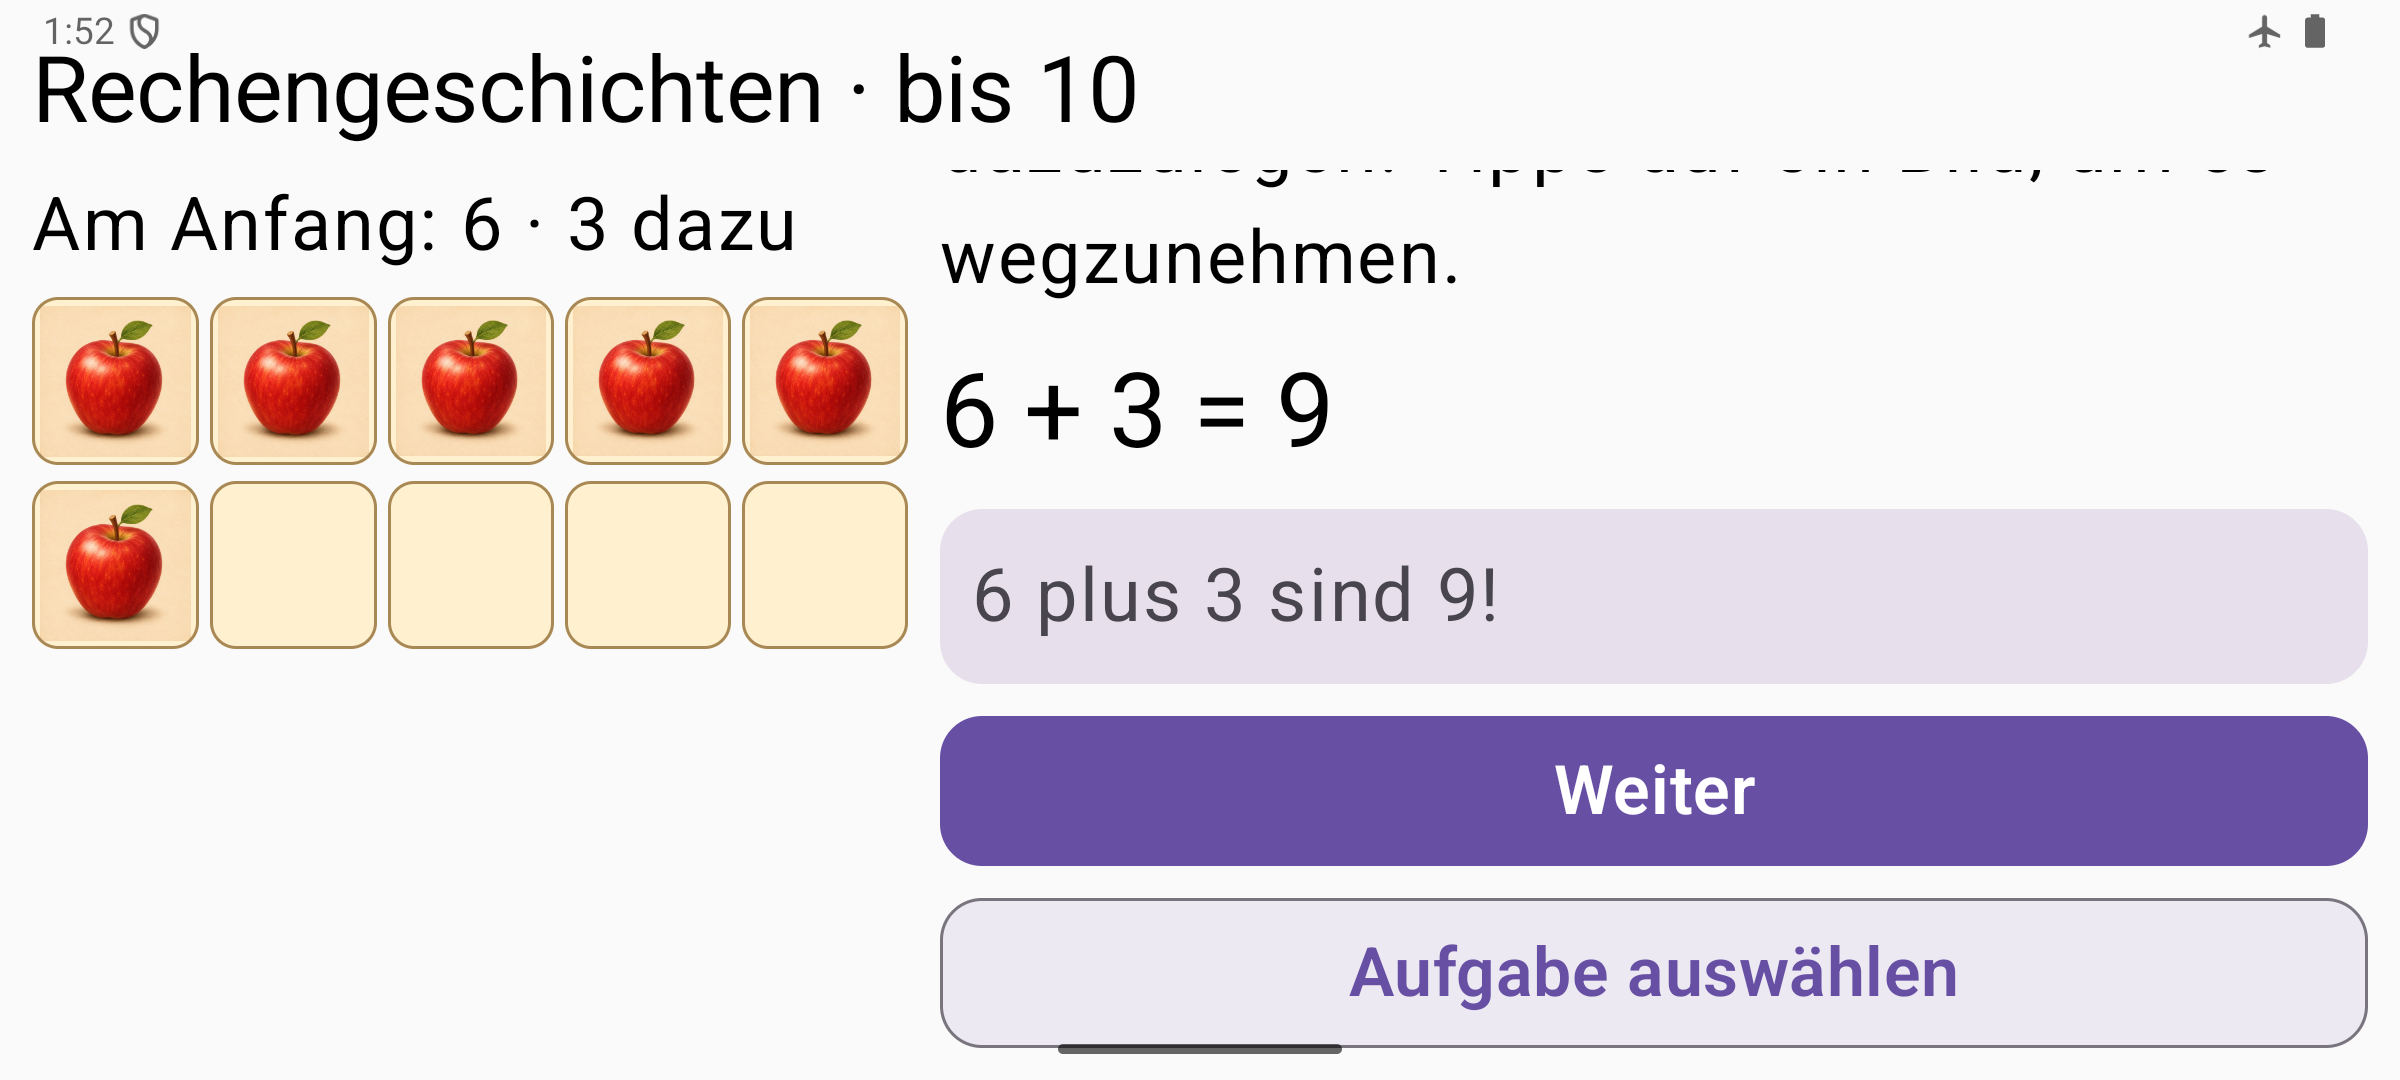 1:52
Rechengeschichten · bis 10
Am Anfang: 6 · 3 dazu
wegzunehmen.
6 + 3 = 9
6 plus 3 sind 9!
Weiter
Aufgabe auswählen